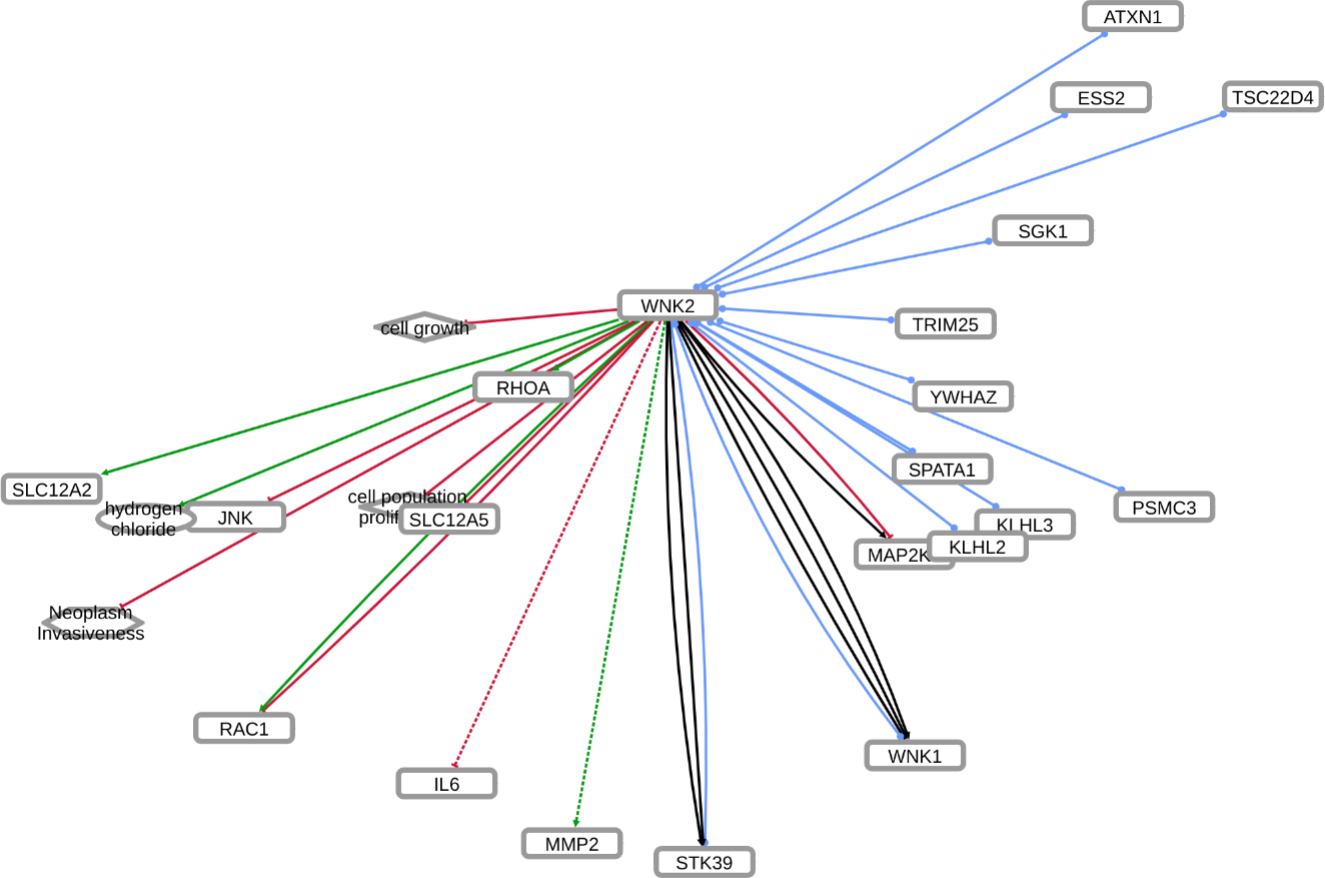 ATXN1
ESS2
TSC22D4
SGK1
WNK2
TRIM25
cell growth
RHOA
YWHAZ
SPATA1
SLC12A2
hydrogen
chloride
JNK
cell population
prolif
SLC12A5
PSMC3
KLHL3
KLHL2
MAP2K
Neoplasm
Invasiveness
RAC1
WNK1
IL6
MMP2
STK39